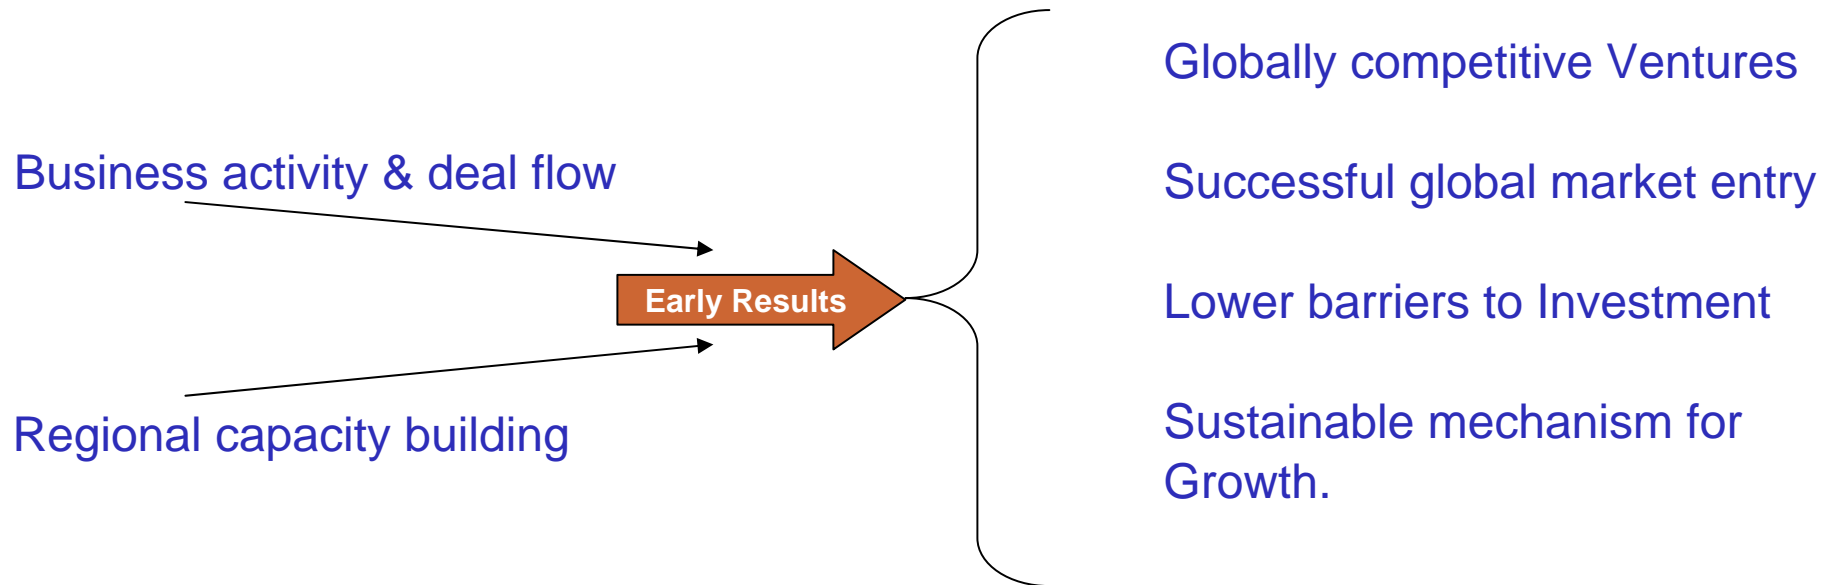 Business activity & deal flow
Regional capacity building
Early Results
Globally competitive Ventures
Successful global market entry
Lower barriers to Investment
Sustainable mechanism for
Growth.